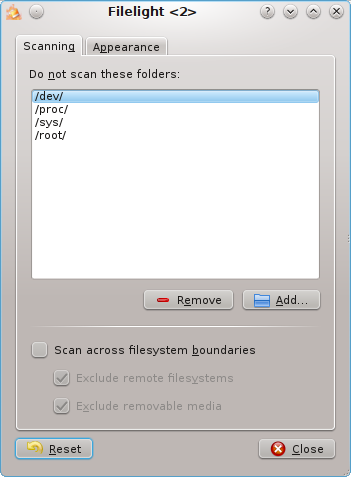 Filelight <2>
Scanning
Appearance
Do not scan these folders:
/dev/
/proc/
/sys/
/root/
Remove
Add...
Scan across filesystem boundaries
Exclude remote filesystems
Exclude removable media
Reset
Close